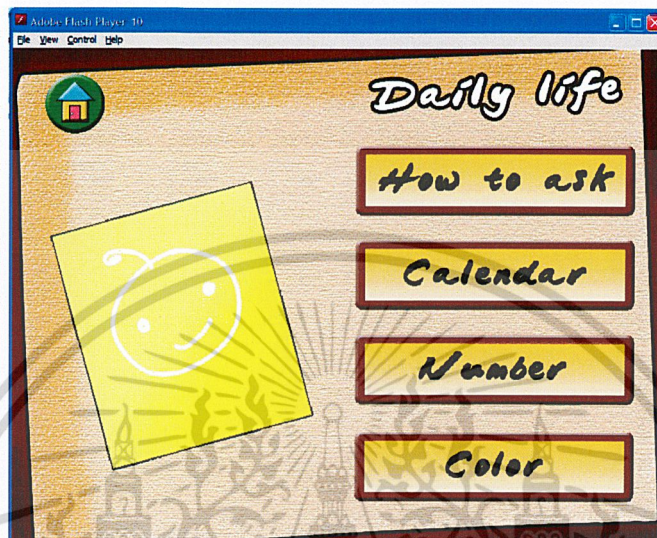 Adobe Flash Player 10
File View Control Help
Daily life
How to ask
Calendar
Number
Color